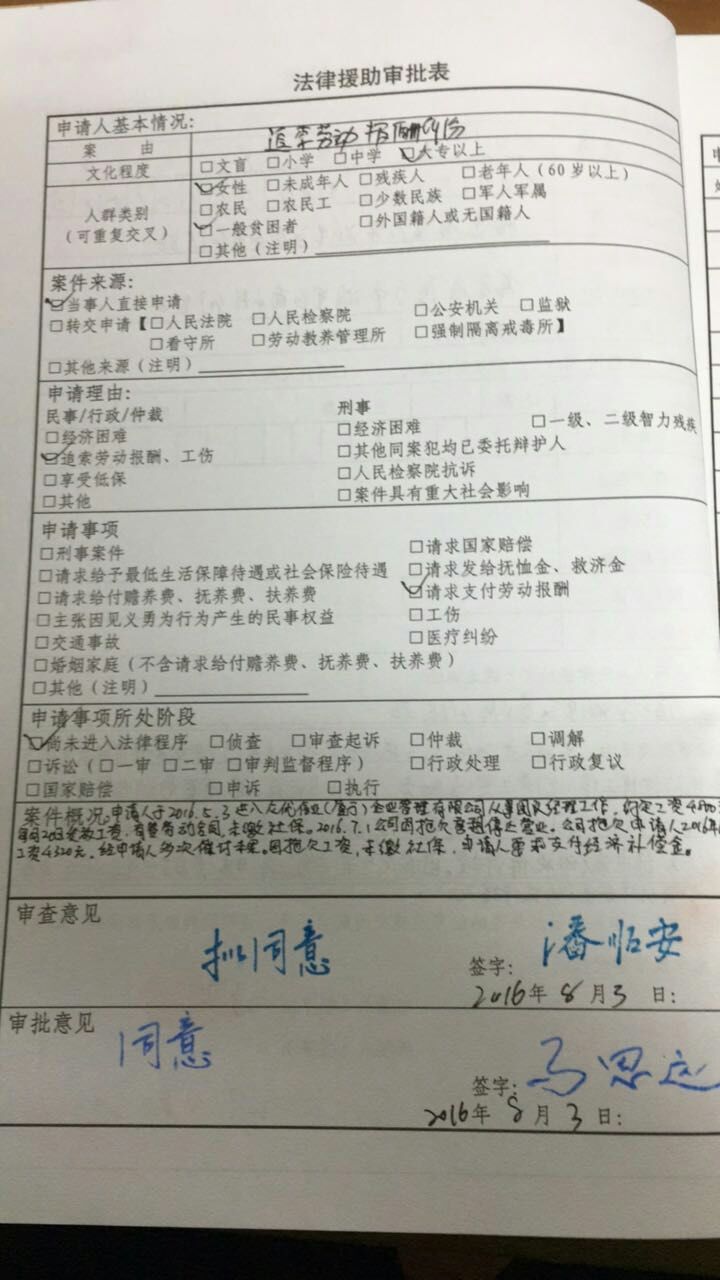 法律援助审批表
申请人基本情况:
案 由 追索劳动报酬纠纷
文化程度 □文盲 □小学 □中学 ☑大专以上
人群类别
(可重复交叉)
☑女性 □未成年人 □残疾人 □老年人(60岁以上)
□农民 □农民工 □少数民族 □军人军属
☑一般贫困者 □外国籍人或无国籍人
□其他(注明)
案件来源:
☑当事人直接申请
□转交申请【□人民法院 □人民检察院 □公安机关 □监狱
□看守所 □劳动教养管理所 □强制隔离戒毒所】
□其他来源(注明)
申请理由:
民事/行政/仲裁 刑事
□经济困难 □经济困难 □一级、二级智力残疾
☑追索劳动报酬、工伤 □其他同案犯均已委托辩护人
□享受低保 □人民检察院抗诉
□其他 □案件具有重大社会影响
申请事项
□刑事案件 □请求国家赔偿
□请求给予最低生活保障待遇或社会保险待遇 □请求发给抚恤金、救济金
□请求给付赡养费、抚养费、扶养费 ☑请求支付劳动报酬
□主张因见义勇为行为产生的民事权益 □工伤
□交通事故 □医疗纠纷
□婚姻家庭(不含请求给付赡养费、抚养费、扶养费)
□其他(注明)
申请事项所处阶段
☑尚未进入法律程序 □侦查 □审查起诉 □仲裁 □调解
□诉讼(□一审 □二审 □审判监督程序) □行政处理 □行政复议
□国家赔偿 □申诉 □执行
案件概况:申请人于2016.5.3进入 企业管理有限公司从事 经理工作,约定工资
每月20日发放工资,有签劳动合同,未缴社保。2016.7.1公司因拖欠房租停止营业。公司拖欠申请人2016年
工资4320元,经申请人多次催讨未果。因拖欠工资,未缴社保,申请人要求支付经济补偿金。
审查意见
拟同意
签字: 潘临安
2016年8月3日:
审批意见
同意
签字: 马思远
2016年8月3日: